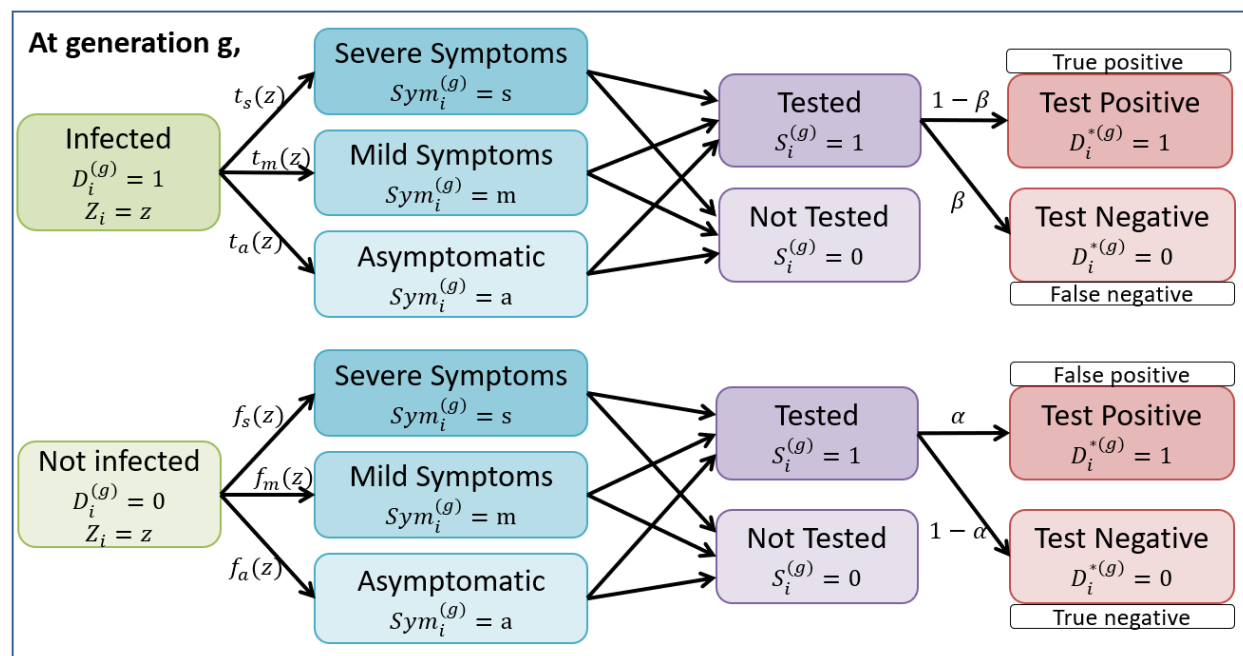 At generation g,
Infected
D_i^{(g)} = 1
Z_i = z
t_s(z)
t_m(z)
t_a(z)
Severe Symptoms
Sym_i^{(g)} = s
Mild Symptoms
Sym_i^{(g)} = m
Asymptomatic
Sym_i^{(g)} = a
Tested
S_i^{(g)} = 1
Not Tested
S_i^{(g)} = 0
1 − β
β
True positive
Test Positive
D_i^{*(g)} = 1
Test Negative
D_i^{*(g)} = 0
False negative
Not infected
D_i^{(g)} = 0
Z_i = z
f_s(z)
f_m(z)
f_a(z)
Severe Symptoms
Sym_i^{(g)} = s
Mild Symptoms
Sym_i^{(g)} = m
Asymptomatic
Sym_i^{(g)} = a
Tested
S_i^{(g)} = 1
Not Tested
S_i^{(g)} = 0
α
1 − α
False positive
Test Positive
D_i^{*(g)} = 1
Test Negative
D_i^{*(g)} = 0
True negative